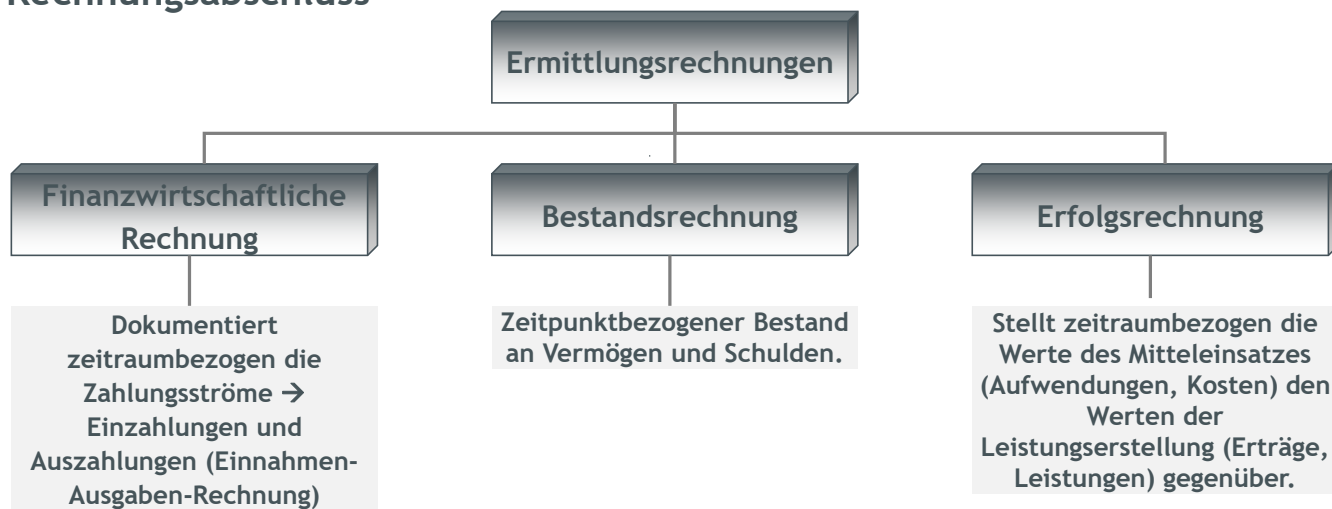 Rechnungsabschluss
Ermittlungsrechnungen
Finanzwirtschaftliche
Rechnung
Bestandsrechnung
Erfolgsrechnung
Dokumentiert
zeitraumbezogen die
Zahlungsströme →
Einzahlungen und
Auszahlungen (Einnahmen-
Ausgaben-Rechnung)
Zeitpunktbezogener Bestand
an Vermögen und Schulden.
Stellt zeitraumbezogen die
Werte des Mitteleinsatzes
(Aufwendungen, Kosten) den
Werten der
Leistungserstellung (Erträge,
Leistungen) gegenüber.